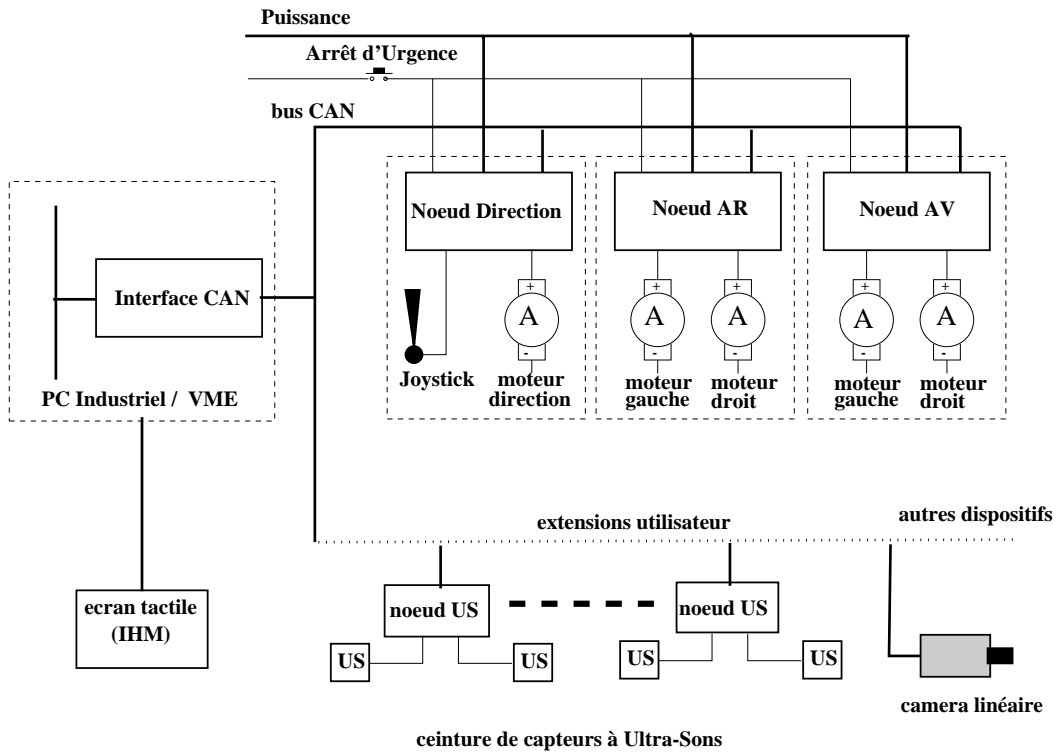 Puissance
Arrêt d'Urgence
bus CAN
Noeud Direction
Noeud AR
Noeud AV
Interface CAN
PC Industriel / VME
+
A
-
+
A
-
+
A
-
+
A
-
+
A
-
Joystick
moteur
direction
moteur
gauche
moteur
droit
moteur
gauche
moteur
droit
extensions utilisateur
autres dispositifs
ecran tactile
(IHM)
noeud US
noeud US
US
US
US
US
camera linéaire
ceinture de capteurs à Ultra-Sons